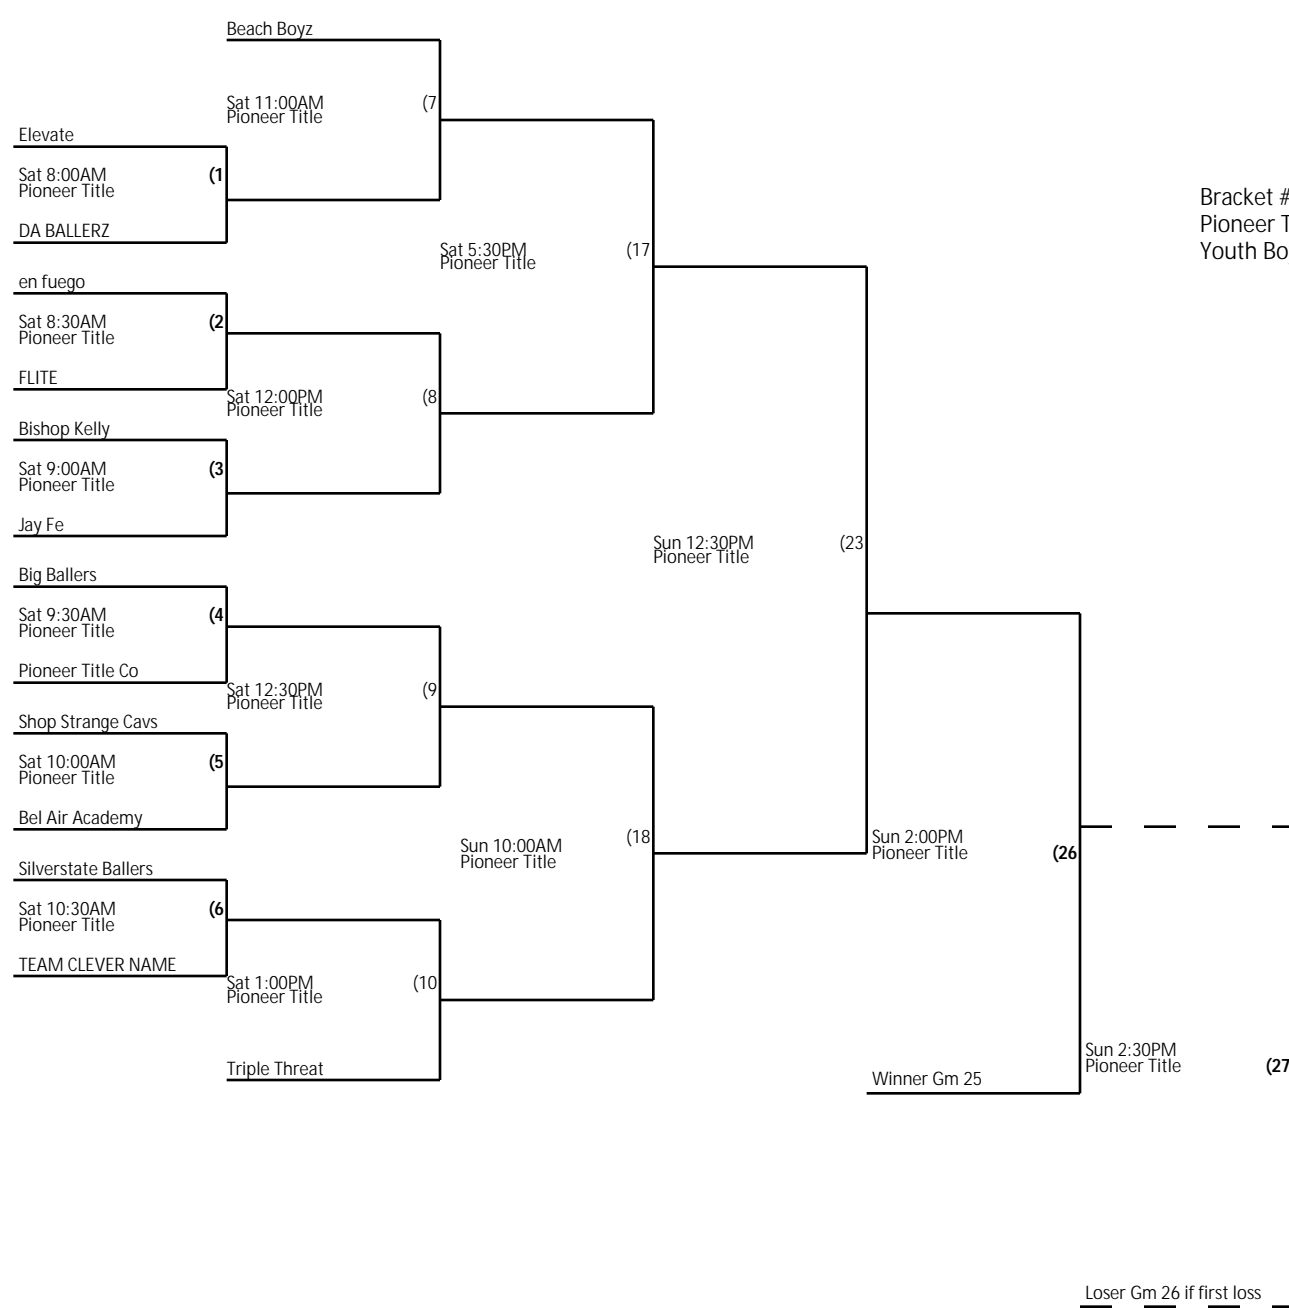 Beach Boyz
Sat 11:00AM (7
Pioneer Title
Elevate
Sat 8:00AM (1
Pioneer Title
DA BALLERZ
Bracket #
Pioneer T
Youth Bo
Sat 5:30PM (17
Pioneer Title
en fuego
Sat 8:30AM (2
Pioneer Title
FLITE
Sat 12:00PM (8
Pioneer Title
Bishop Kelly
Sat 9:00AM (3
Pioneer Title
Jay Fe
Sun 12:30PM (23
Pioneer Title
Big Ballers
Sat 9:30AM (4
Pioneer Title
Pioneer Title Co
Sat 12:30PM (9
Pioneer Title
Shop Strange Cavs
Sat 10:00AM (5
Pioneer Title
Bel Air Academy
Sun 10:00AM (18
Pioneer Title
Sun 2:00PM
Pioneer Title (26
Silverstate Ballers
Sat 10:30AM (6
Pioneer Title
TEAM CLEVER NAME
Sat 1:00PM (10
Pioneer Title
Triple Threat
Sun 2:30PM
Pioneer Title (27
Winner Gm 25
Loser Gm 26 if first loss